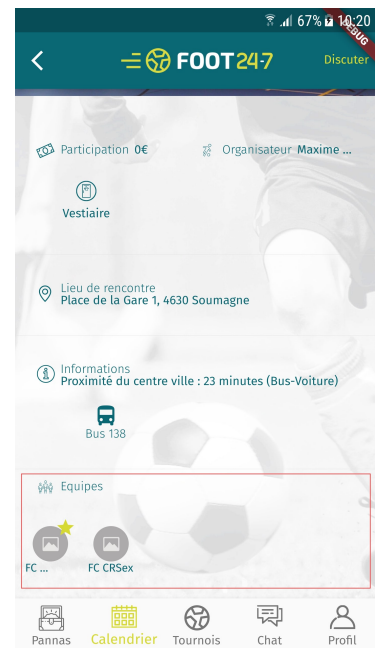 67% 10:20
DEBUG
FOOT24-7
Discuter
Participation 0€
Organisateur Maxime ...
Vestiaire
Lieu de rencontre
Place de la Gare 1, 4630 Soumagne
Informations
Proximité du centre ville : 23 minutes (Bus-Voiture)
Bus 138
Equipes
FC ...
FC CRSex
Pannas
Calendrier
Tournois
Chat
Profil